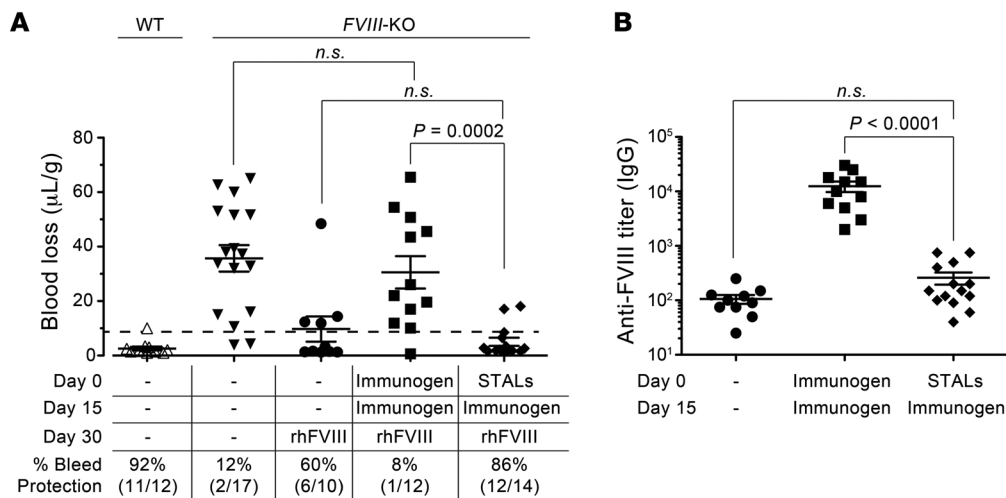 A
WT
FVIII-KO
n.s.
n.s.
P = 0.0002
Blood loss (µL/g)
80
60
40
20
0
Day 0 - - - Immunogen STALs
Day 15 - - - Immunogen Immunogen
Day 30 - - rhFVIII rhFVIII rhFVIII
% Bleed 92% 12% 60% 8% 86%
Protection (11/12) (2/17) (6/10) (1/12) (12/14)
B
n.s.
P < 0.0001
Anti-FVIII titer (IgG)
10⁵
10⁴
10³
10²
10¹
Day 0 - Immunogen STALs
Day 15 - Immunogen Immunogen